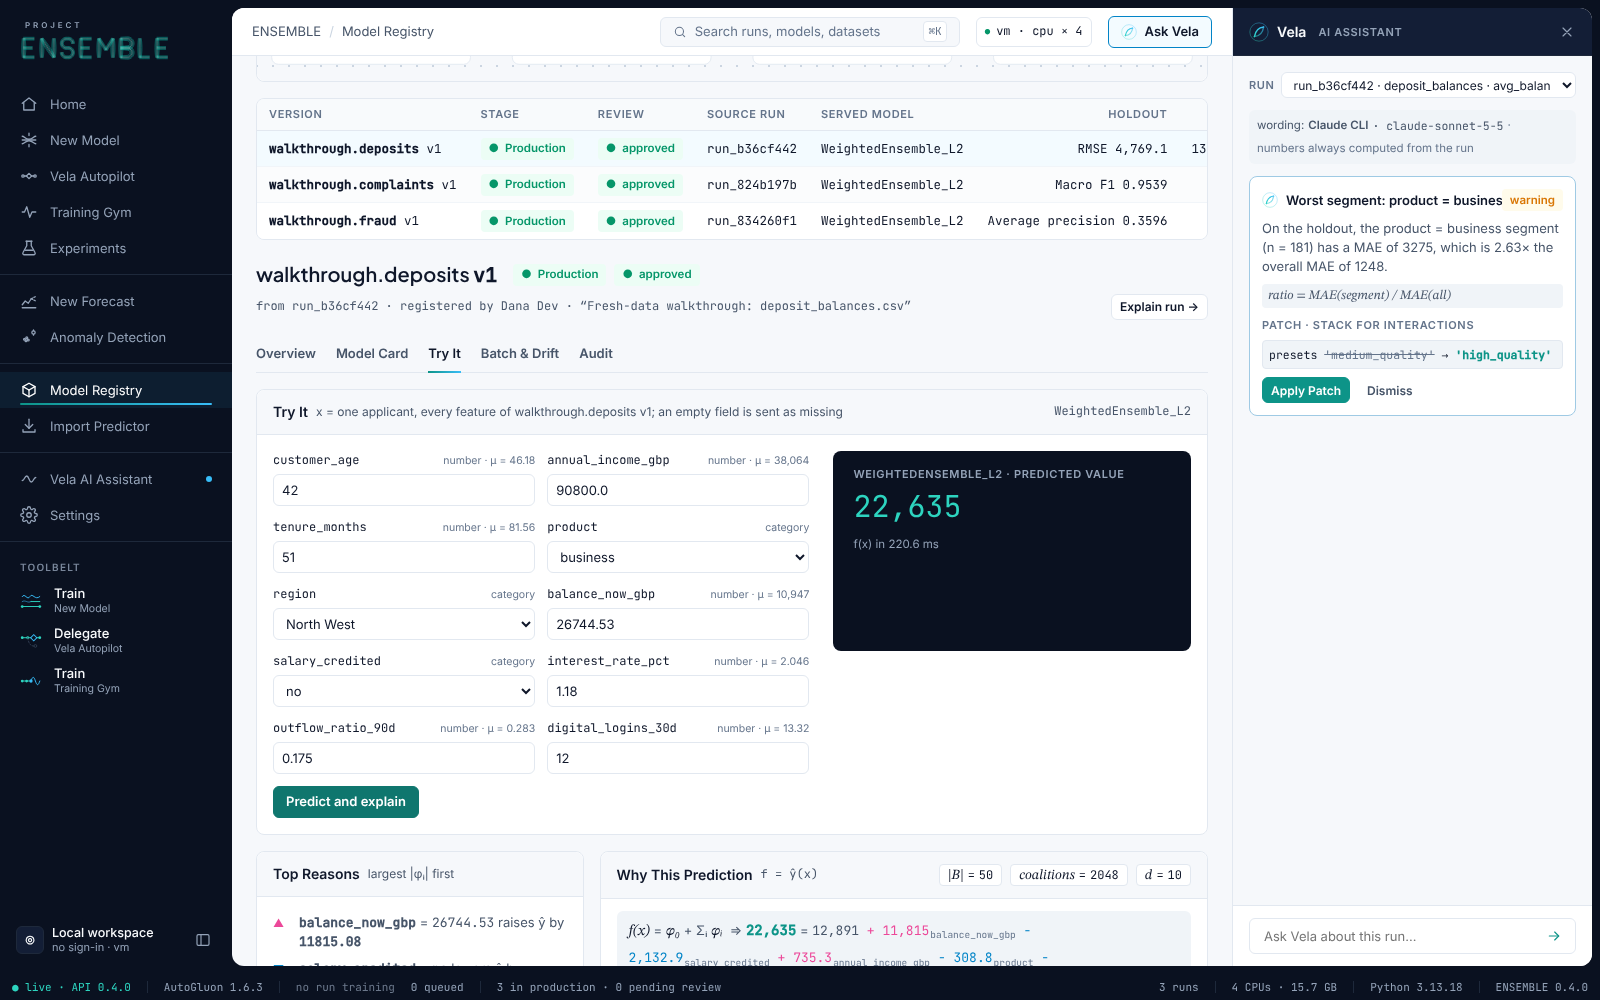 PROJECT
ENSEMBLE
Home
New Model
Vela Autopilot
Training Gym
Experiments
New Forecast
Anomaly Detection
Model Registry
Import Predictor
Vela AI Assistant
Settings
TOOLBELT
Train
New Model
Delegate
Vela Autopilot
Train
Training Gym
Local workspace
no sign-in · vm
ENSEMBLE / Model Registry
Search runs, models, datasets ⌘K
vm · cpu × 4
Ask Vela
VERSION STAGE REVIEW SOURCE RUN SERVED MODEL HOLDOUT
walkthrough.deposits v1 Production approved run_b36cf442 WeightedEnsemble_L2 RMSE 4,769.1 13
walkthrough.complaints v1 Production approved run_824b197b WeightedEnsemble_L2 Macro F1 0.9539
walkthrough.fraud v1 Production approved run_834260f1 WeightedEnsemble_L2 Average precision 0.3596
walkthrough.deposits v1 Production approved
from run_b36cf442 · registered by Dana Dev · “Fresh-data walkthrough: deposit_balances.csv”
Explain run →
Overview Model Card Try It Batch & Drift Audit
Try It x = one applicant, every feature of walkthrough.deposits v1; an empty field is sent as missing WeightedEnsemble_L2
customer_age number · μ = 46.18 annual_income_gbp number · μ = 38,064
42 90800.0
tenure_months number · μ = 81.56 product category
51 business
region category balance_now_gbp number · μ = 10,947
North West 26744.53
salary_credited category interest_rate_pct number · μ = 2.046
no 1.18
outflow_ratio_90d number · μ = 0.283 digital_logins_30d number · μ = 13.32
0.175 12
Predict and explain
WEIGHTEDENSEMBLE_L2 · PREDICTED VALUE
22,635
f(x) in 220.6 ms
Top Reasons largest |φᵢ| first
balance_now_gbp = 26744.53 raises ŷ by
11815.08
Why This Prediction f = ŷ(x) |B| = 50 coalitions = 2048 d = 10
f(x) = φ₀ + Σᵢ φᵢ ⇒ 22,635 = 12,891 + 11,815 balance_now_gbp -
2,132.9 salary_credited + 735.3 annual_income_gbp - 308.8 product -
Vela AI ASSISTANT
RUN run_b36cf442 · deposit_balances · avg_balan
wording: Claude CLI · claude-sonnet-5-5 ·
numbers always computed from the run
Worst segment: product = busines warning
On the holdout, the product = business segment
(n = 181) has a MAE of 3275, which is 2.63× the
overall MAE of 1248.
ratio = MAE(segment) / MAE(all)
PATCH · STACK FOR INTERACTIONS
presets 'medium_quality' → 'high_quality'
Apply Patch Dismiss
Ask Vela about this run...
live · API 0.4.0 AutoGluon 1.6.3 no run training 0 queued 3 in production · 0 pending review 3 runs 4 CPUs · 15.7 GB Python 3.13.18 ENSEMBLE 0.4.0